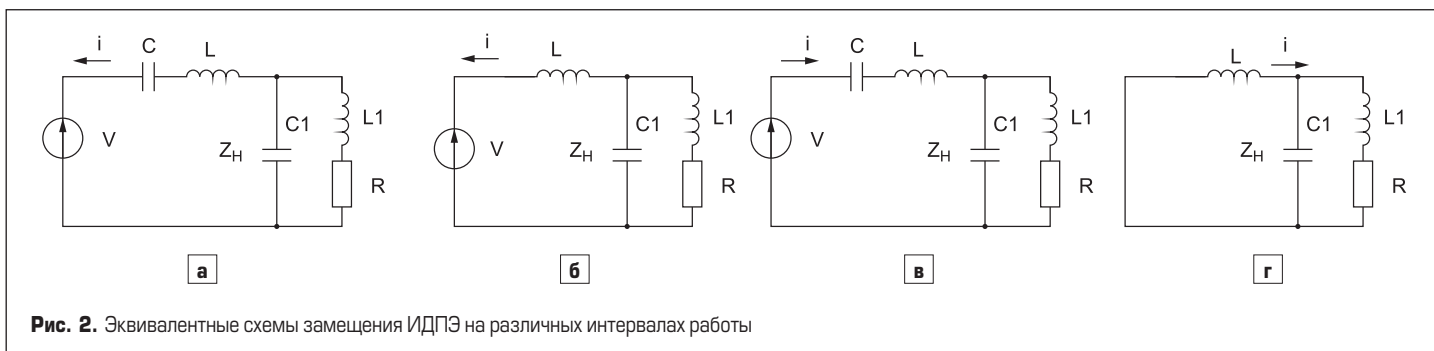 i C L
V Z_H C1 L1 R
а
i L
V Z_H C1 L1 R
б
i C L
V Z_H C1 L1 R
в
L i
Z_H C1 L1 R
г
Рис. 2. Эквивалентные схемы замещения ИДПЭ на различных интервалах работы